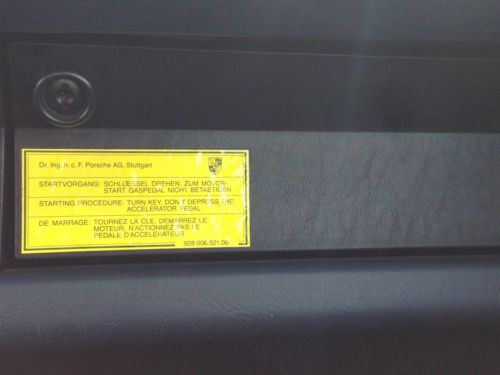 Dr. Ing. h. c. F. Porsche AG, Stuttgart
STARTVORGANG: SCHLUESSEL DREHEN, ZUM MOTOR-
START GASPEDAL NICHT BETAETIGEN
STARTING PROCEDURE: TURN KEY, DON'T DEPRESS THE
ACCELERATOR PEDAL
DE MARRAGE: TOURNEZ LA CLE, DEMARREZ LE
MOTEUR, N'ACTIONNEZ PAS LE
PEDALE D'ACCELERATEUR
928.006.521.00